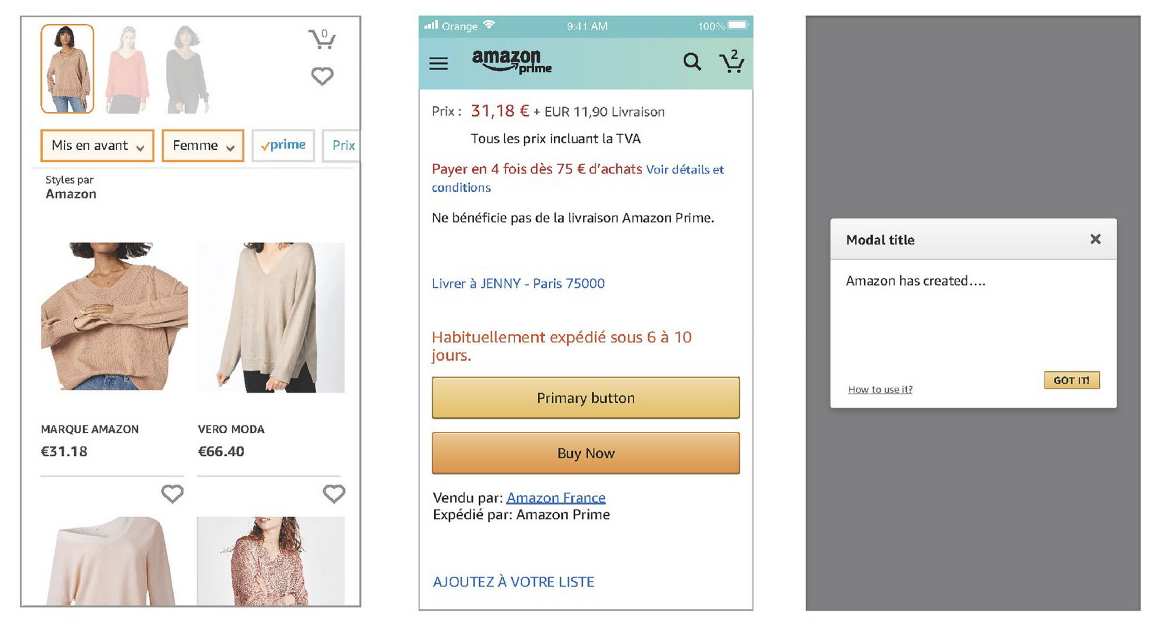 0
Mis en avant
Femme
prime
Prix
Styles par
Amazon
MARQUE AMAZON
€31.18
VERO MODA
€66.40
Orange
9:41 AM
100%
amazon
prime
2
Prix : 31,18 € + EUR 11,90 Livraison
Tous les prix incluant la TVA
Payer en 4 fois dès 75 € d'achats Voir détails et
conditions
Ne bénéficie pas de la livraison Amazon Prime.
Livrer à JENNY - Paris 75000
Habituellement expédié sous 6 à 10
jours.
Primary button
Buy Now
Vendu par: Amazon France
Expédié par: Amazon Prime
AJOUTEZ À VOTRE LISTE
Modal title
Amazon has created....
How to use it?
GOT IT!